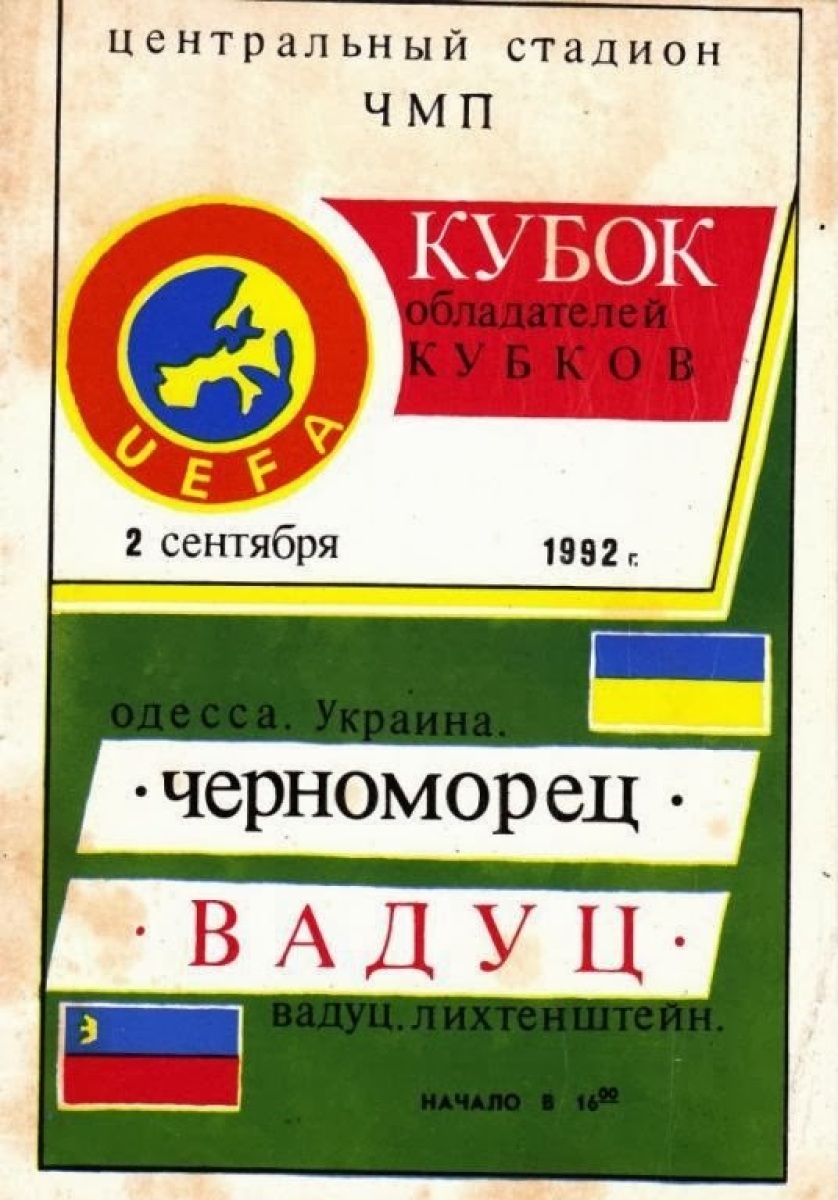 центральный стадион
ЧМП
КУБОК
обладателей
КУБКОВ
UEFA
2 сентября 1992 г.
одесса. Украина.
· черноморец ·
· ВАДУЦ ·
вадуц. лихтенштейн.
НАЧАЛО В 16⁰⁰